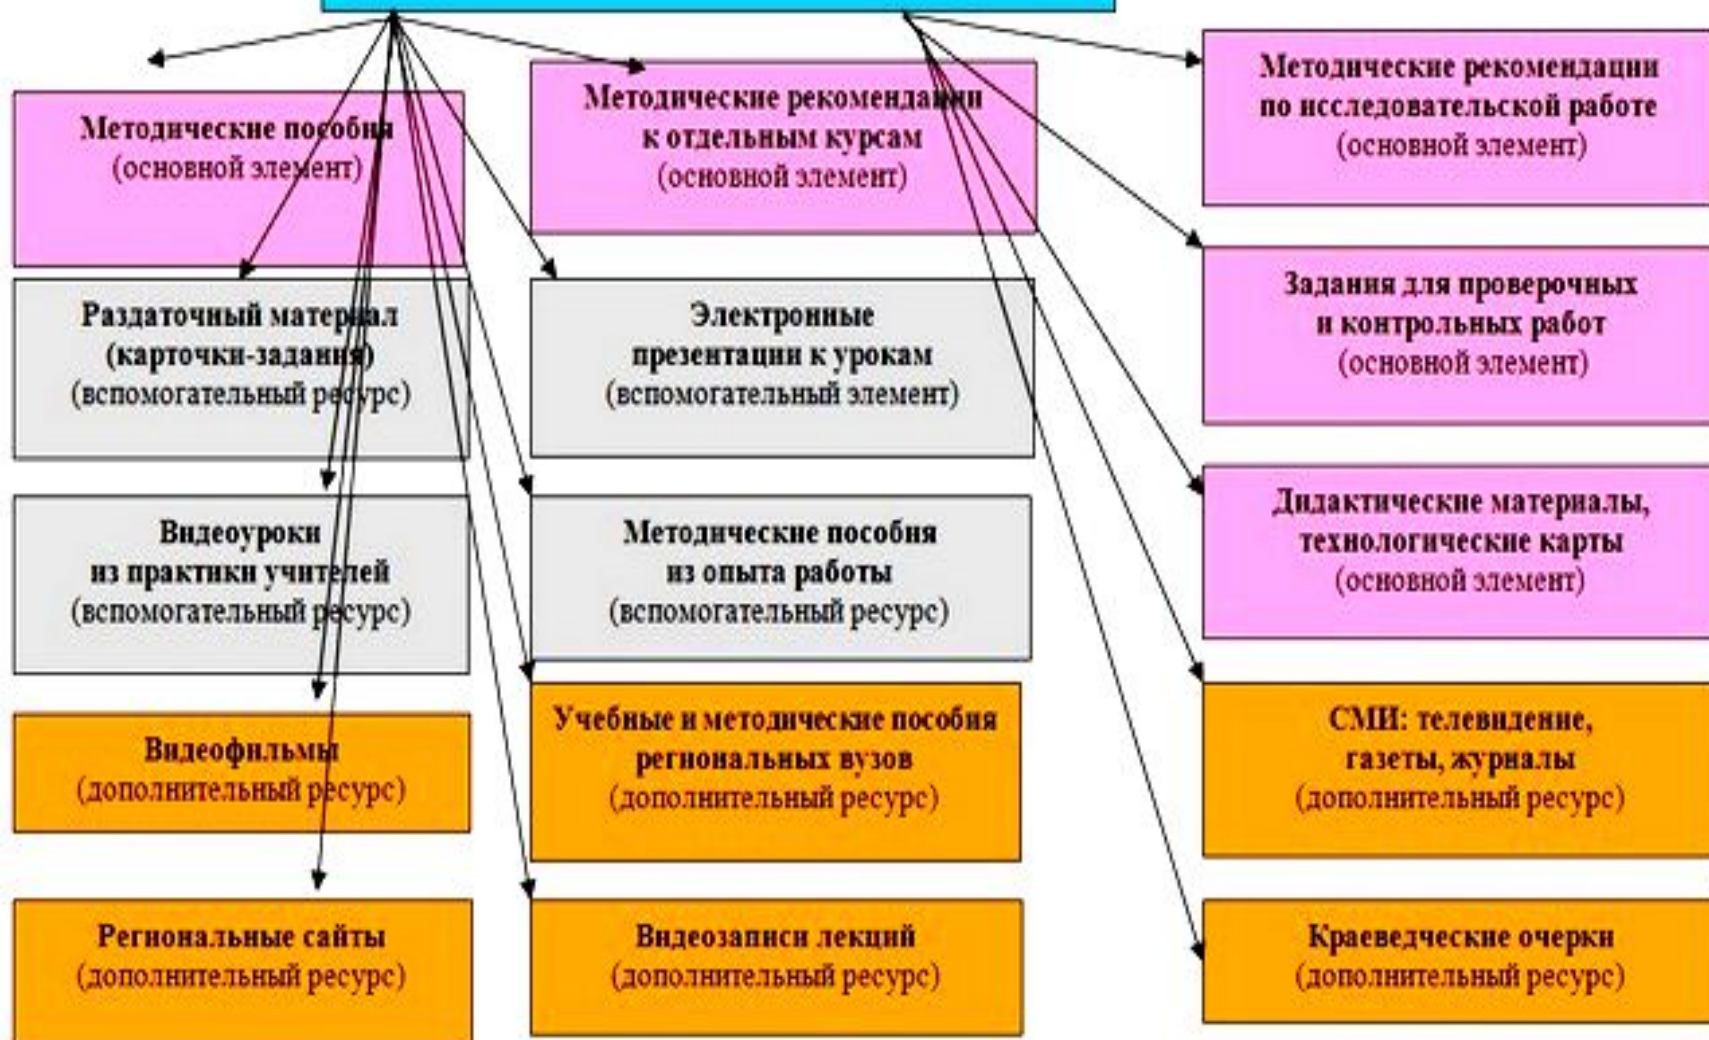 Методические пособия
(основной элемент)
Методические рекомендации
к отдельным курсам
(основной элемент)
Методические рекомендации
по исследовательской работе
(основной элемент)
Раздаточный материал
(карточки-задания)
(вспомогательный ресурс)
Электронные
презентации к урокам
(вспомогательный элемент)
Задания для проверочных
и контрольных работ
(основной элемент)
Видеоуроки
из практики учителей
(вспомогательный ресурс)
Методические пособия
из опыта работы
(вспомогательный ресурс)
Дидактические материалы,
технологические карты
(основной элемент)
Видеофильмы
(дополнительный ресурс)
Учебные и методические пособия
региональных вузов
(дополнительный ресурс)
СМИ: телевидение,
газеты, журналы
(дополнительный ресурс)
Региональные сайты
(дополнительный ресурс)
Видеозаписи лекций
(дополнительный ресурс)
Краеведческие очерки
(дополнительный ресурс)